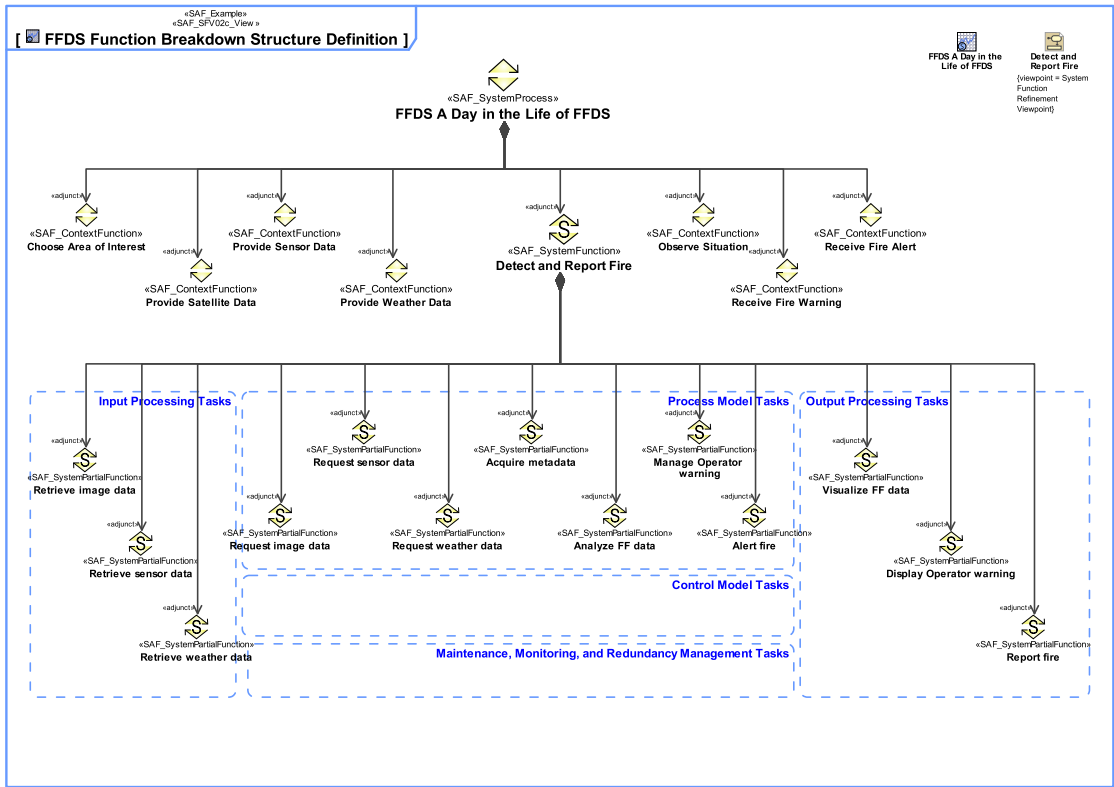 «SAF_Example»
«SAF_SFV02c_View »
[ FFDS Function Breakdown Structure Definition ]
FFDS A Day in the
Life of FFDS
Detect and
Report Fire
{viewpoint = System
Function
Refinement
Viewpoint}
«SAF_SystemProcess»
FFDS A Day in the Life of FFDS
«adjunct»
«SAF_ContextFunction»
Choose Area of Interest
«adjunct»
«SAF_ContextFunction»
Provide Satellite Data
«adjunct»
«SAF_ContextFunction»
Provide Sensor Data
«adjunct»
«SAF_ContextFunction»
Provide Weather Data
«adjunct»
S
«SAF_SystemFunction»
Detect and Report Fire
«adjunct»
«SAF_ContextFunction»
Observe Situation
«adjunct»
«SAF_ContextFunction»
Receive Fire Warning
«adjunct»
«SAF_ContextFunction»
Receive Fire Alert
Input Processing Tasks
«adjunct»
S
«SAF_SystemPartialFunction»
Retrieve image data
«adjunct»
S
«SAF_SystemPartialFunction»
Retrieve sensor data
«adjunct»
S
«SAF_SystemPartialFunction»
Retrieve weather data
Process Model Tasks
«adjunct»
S
«SAF_SystemPartialFunction»
Request sensor data
«adjunct»
S
«SAF_SystemPartialFunction»
Acquire metadata
«adjunct»
S
«SAF_SystemPartialFunction»
Manage Operator
warning
«adjunct»
S
«SAF_SystemPartialFunction»
Request image data
«adjunct»
S
«SAF_SystemPartialFunction»
Request weather data
«adjunct»
S
«SAF_SystemPartialFunction»
Analyze FF data
«adjunct»
S
«SAF_SystemPartialFunction»
Alert fire
Control Model Tasks
Maintenance, Monitoring, and Redundancy Management Tasks
Output Processing Tasks
«adjunct»
S
«SAF_SystemPartialFunction»
Visualize FF data
«adjunct»
S
«SAF_SystemPartialFunction»
Display Operator warning
«adjunct»
S
«SAF_SystemPartialFunction»
Report fire